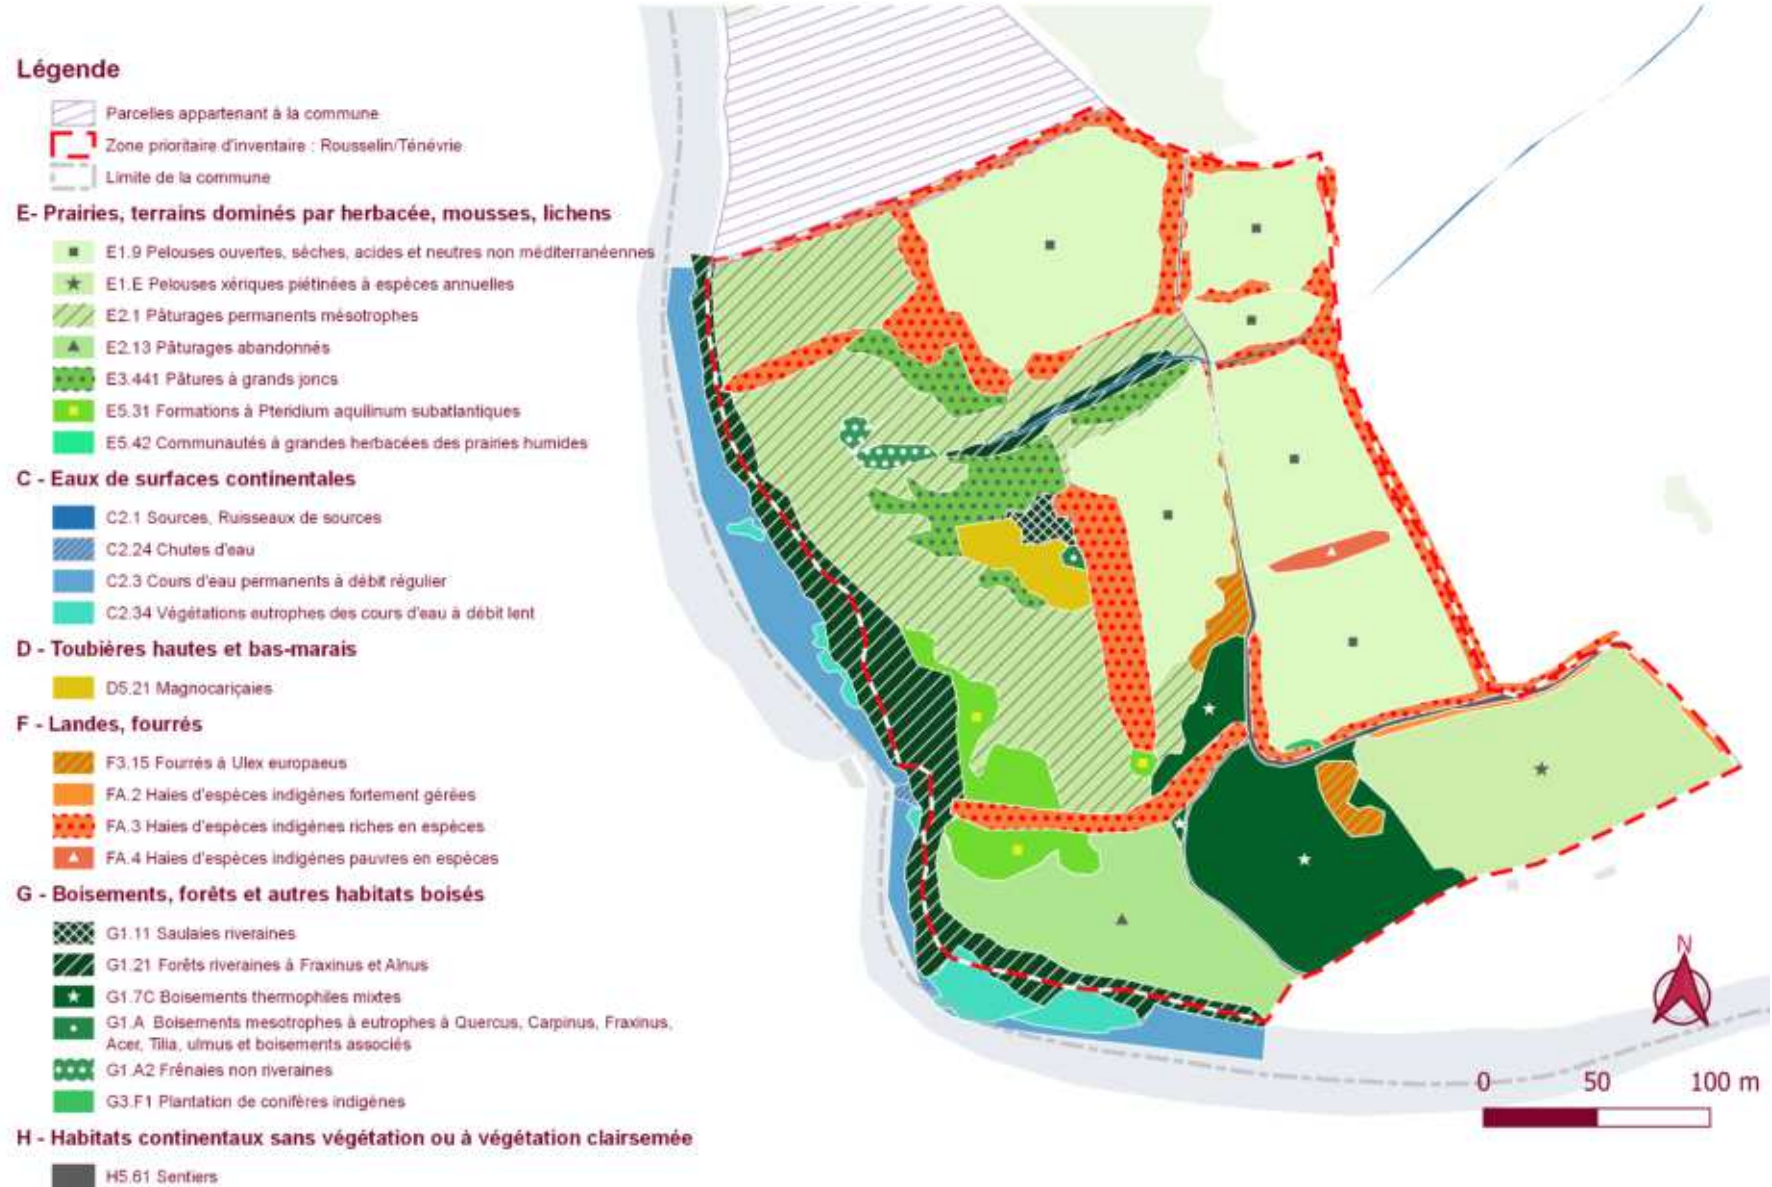 Légende
Parcelles appartenant à la commune
Zone prioritaire d'inventaire : Rousselin/Ténévrie
Limite de la commune
E- Prairies, terrains dominés par herbacée, mousses, lichens
E1.9 Pelouses ouvertes, sèches, acides et neutres non méditerranéennes
E1.E Pelouses xériques piétinées à espèces annuelles
E2.1 Pâturages permanents mésotrophes
E2.13 Pâturages abandonnés
E3.441 Pâtures à grands joncs
E5.31 Formations à Pteridium aquilinum subatlantiques
E5.42 Communautés à grandes herbacées des prairies humides
C - Eaux de surfaces continentales
C2.1 Sources, Ruisseaux de sources
C2.24 Chutes d'eau
C2.3 Cours d'eau permanents à débit régulier
C2.34 Végétations eutrophes des cours d'eau à débit lent
D - Toubières hautes et bas-marais
D5.21 Magnocariçaies
F - Landes, fourrés
F3.15 Fourrés à Ulex europaeus
FA.2 Haies d'espèces indigènes fortement gérées
FA.3 Haies d'espèces indigènes riches en espèces
FA.4 Haies d'espèces indigènes pauvres en espèces
G - Boisements, forêts et autres habitats boisés
G1.11 Saulaies riveraines
G1.21 Forêts riveraines à Fraxinus et Alnus
G1.7C Boisements thermophiles mixtes
G1.A Boisements mesotrophes à eutrophes à Quercus, Carpinus, Fraxinus,
Acer, Tilia, ulmus et boisements associés
G1.A2 Frênaies non riveraines
G3.F1 Plantation de conifères indigènes
H - Habitats continentaux sans végétation ou à végétation clairsemée
H5.61 Sentiers
N
0 50 100 m